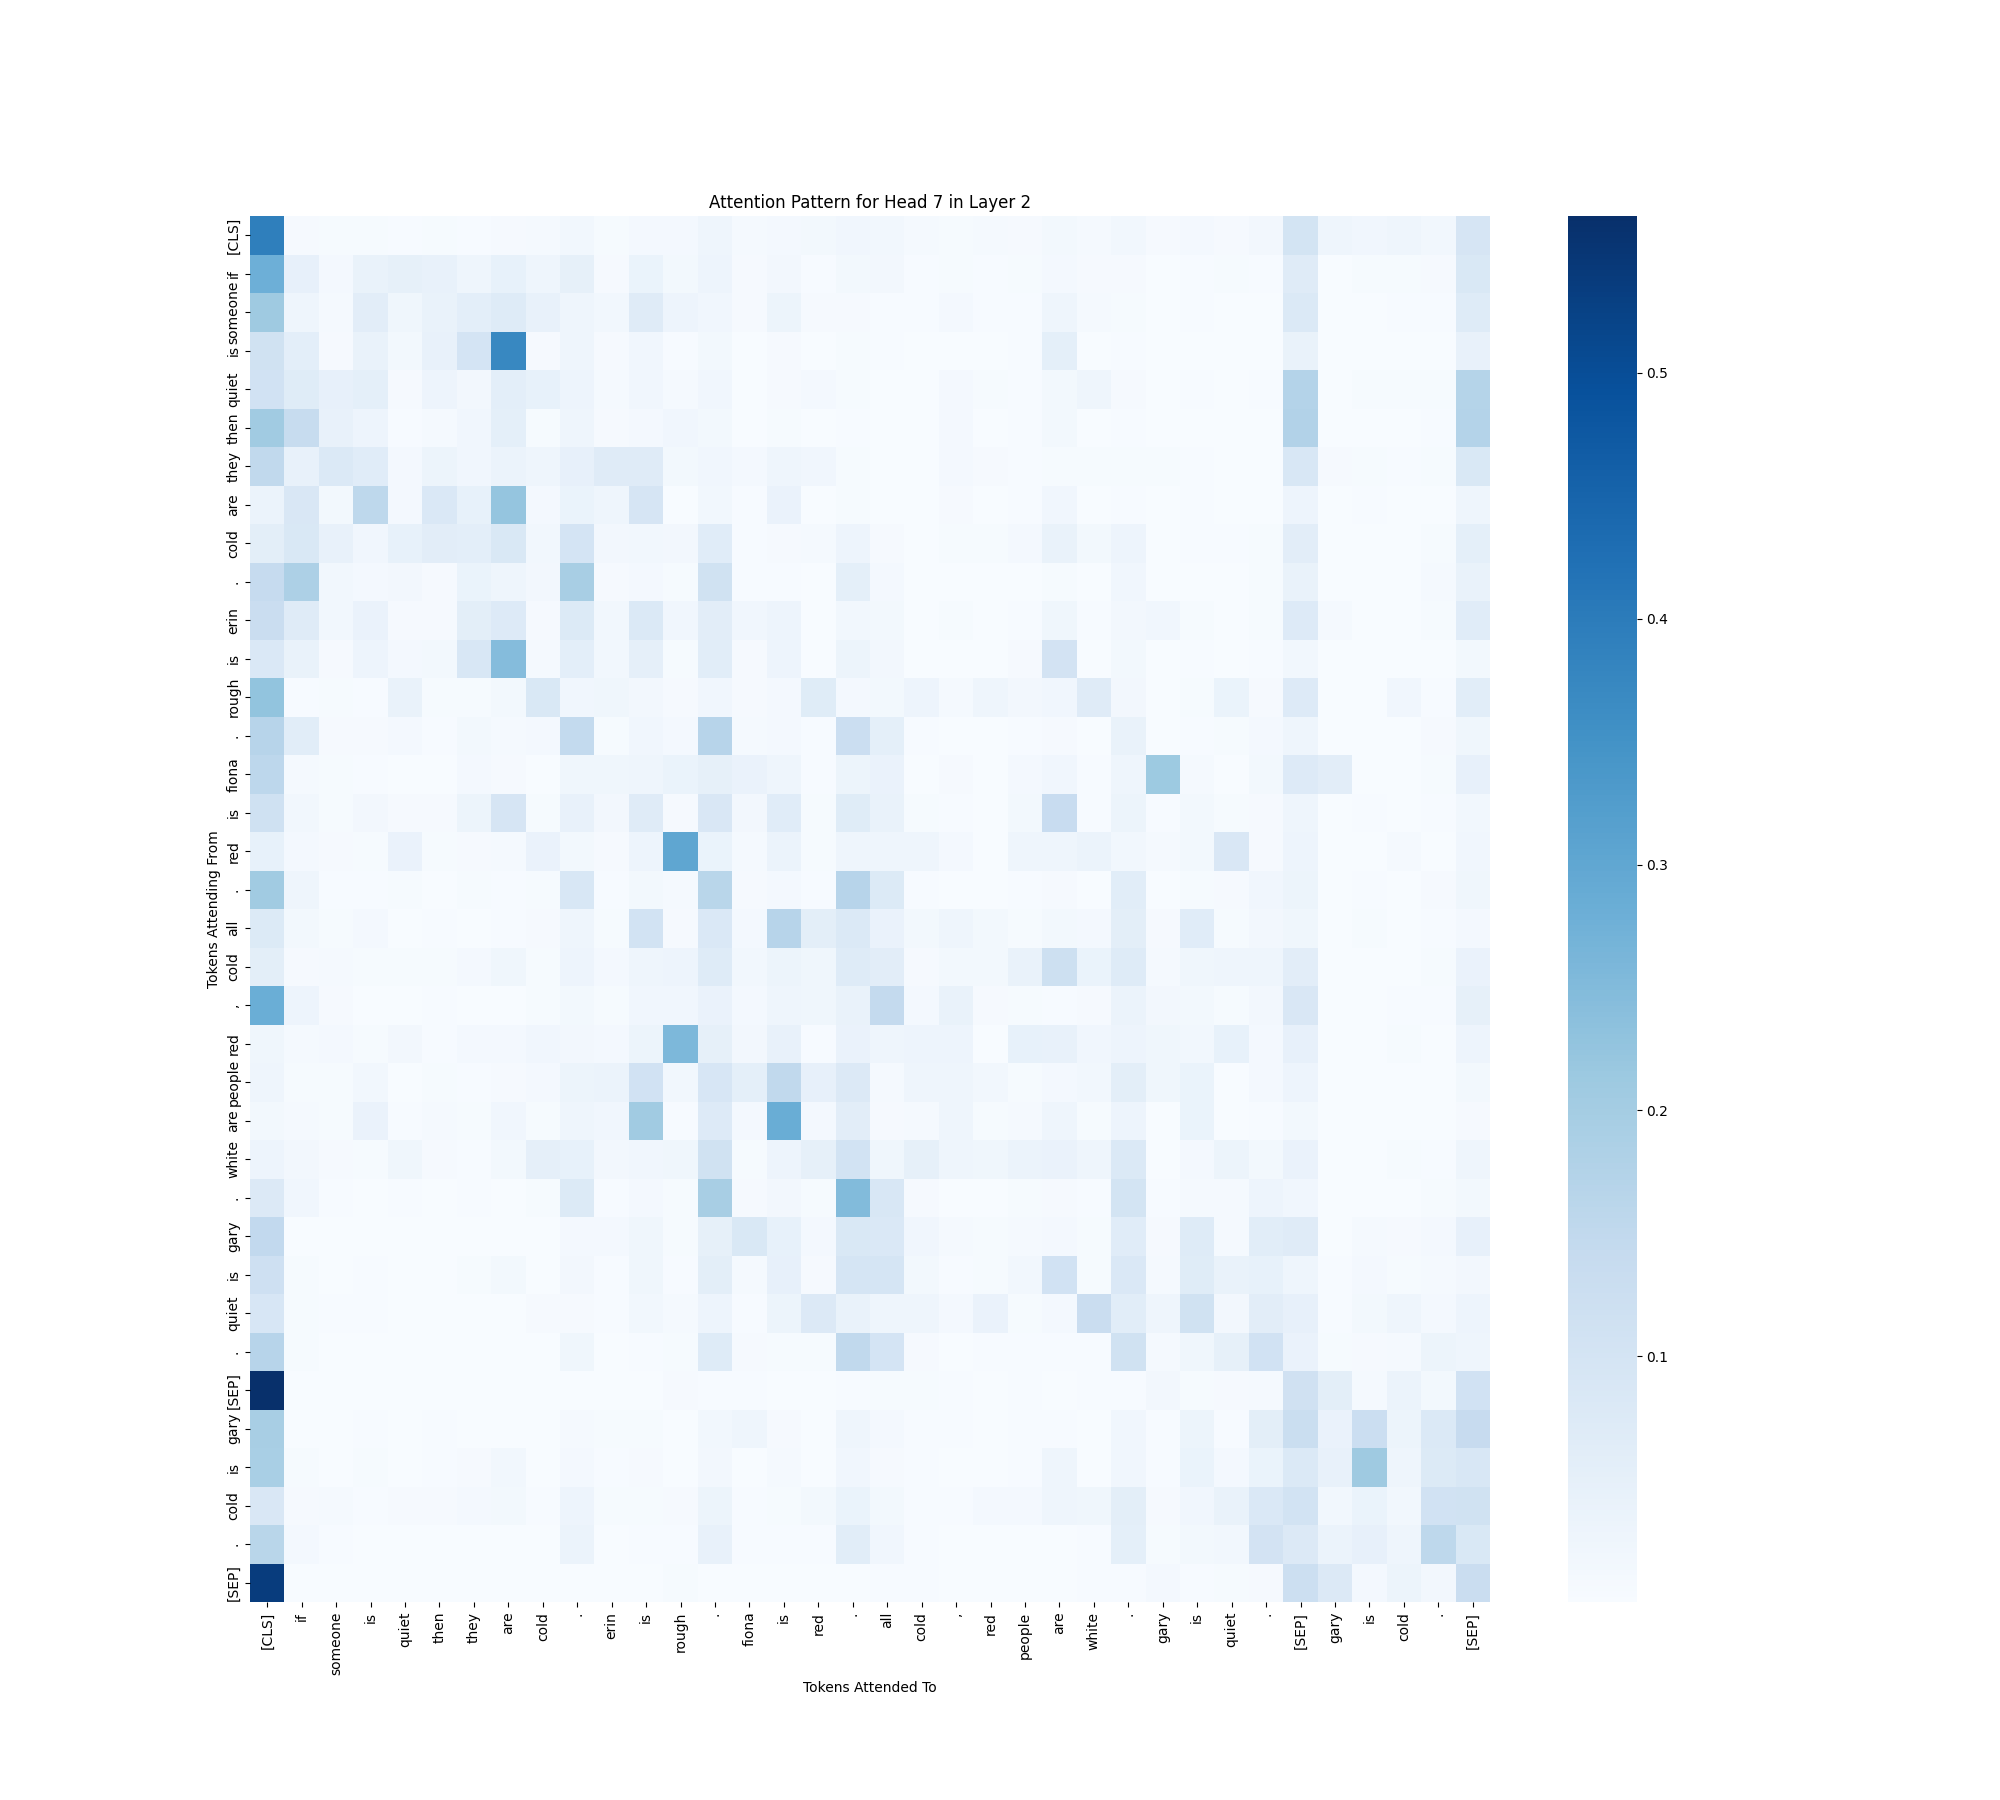 Attention Pattern for Head 7 in Layer 2
Tokens Attending From
[CLS]
if
someone
is
quiet
then
they
are
cold
.
erin
is
rough
.
fiona
is
red
.
all
cold
,
red
people
are
white
.
gary
is
quiet
.
[SEP]
gary
is
cold
.
[SEP]
[CLS] if someone is quiet then they are cold . erin is rough . fiona is red . all cold , red people are white . gary is quiet . [SEP] gary is cold . [SEP]
Tokens Attended To
0.5
0.4
0.3
0.2
0.1